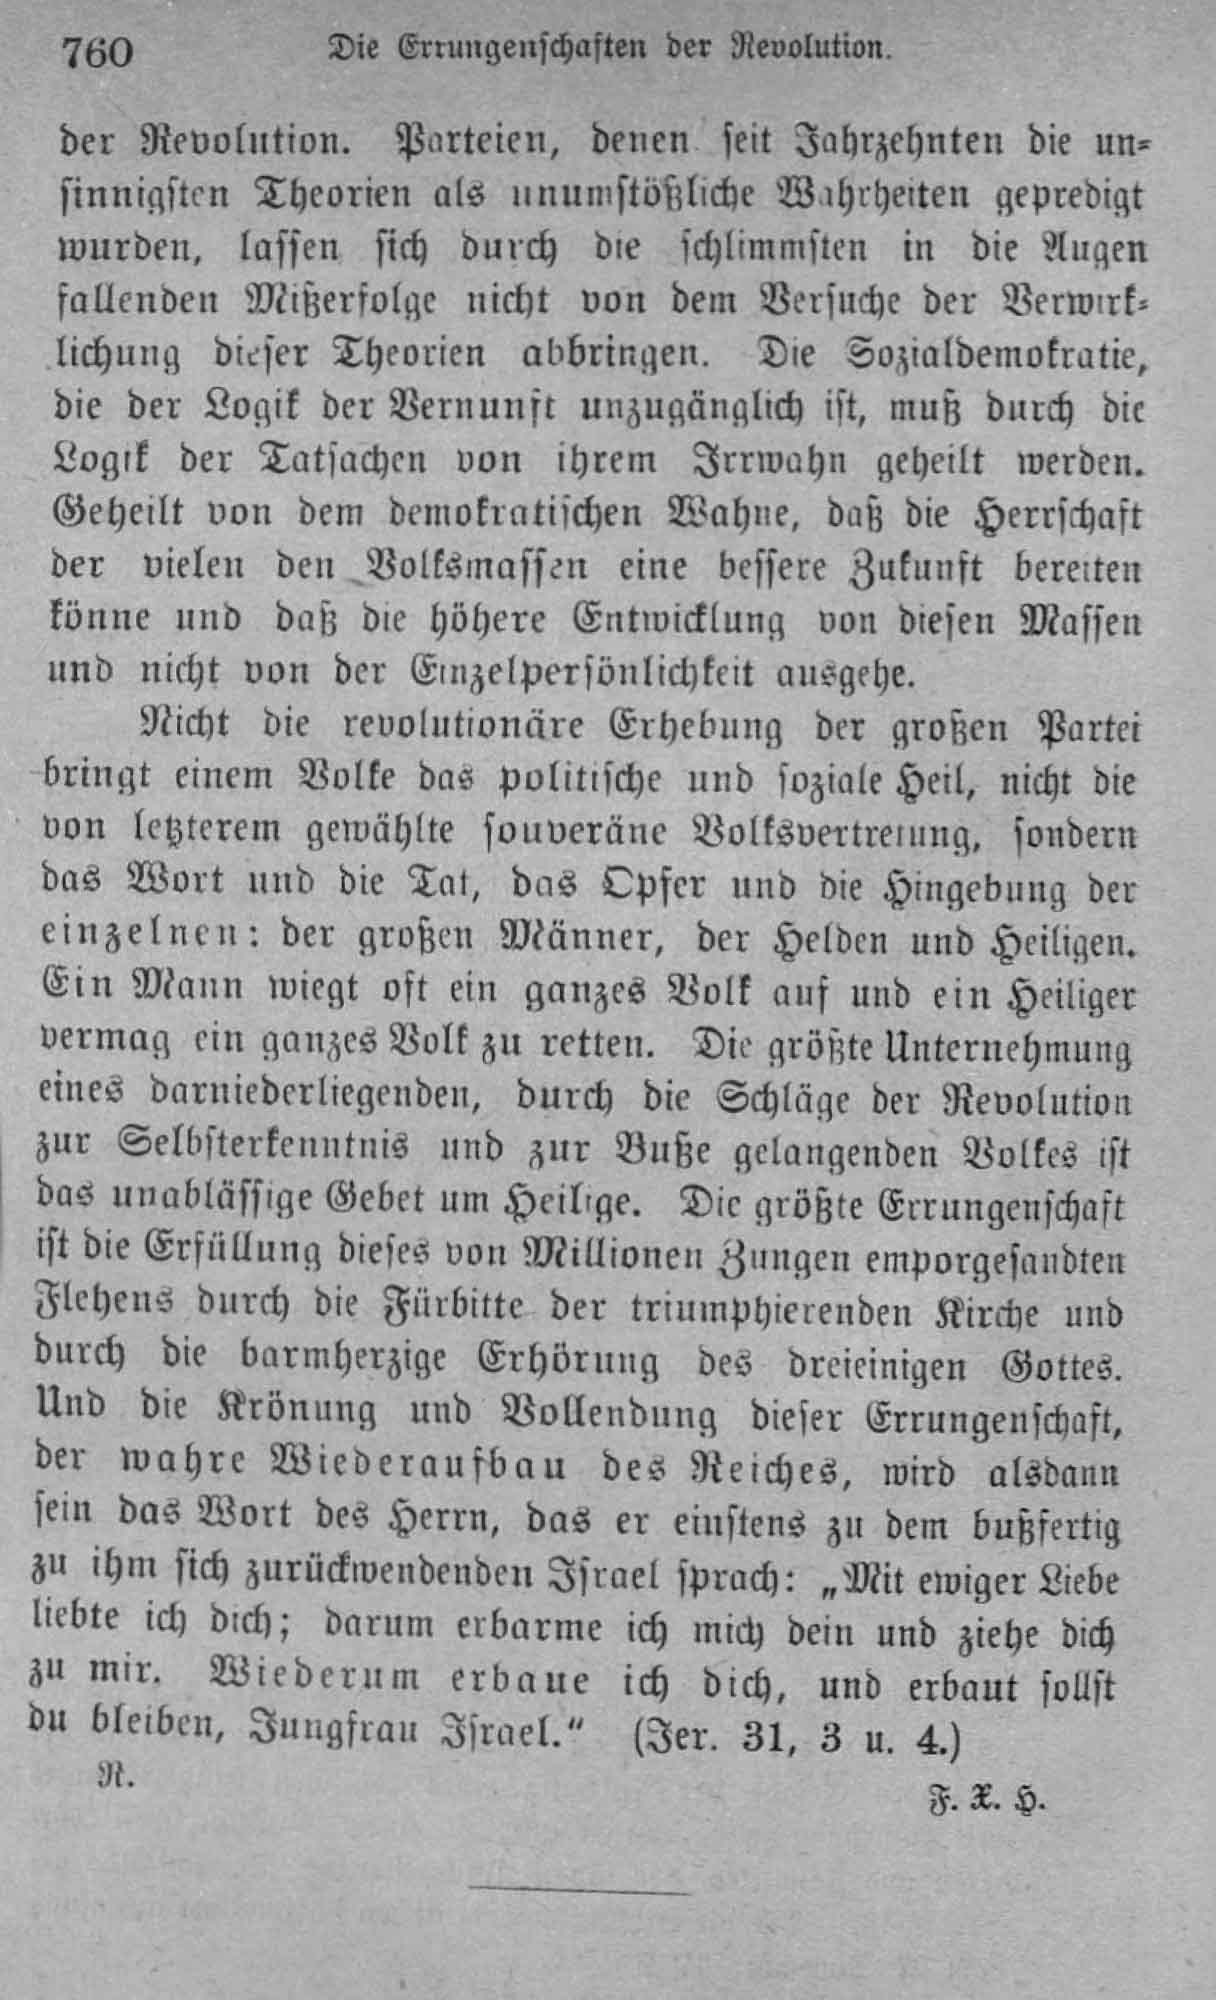 760 Die Errungenschaften der Revolution.
der Revolution. Parteien, denen seit Jahrzehnten die un-
sinnigsten Theorien als unumstößliche Wahrheiten gepredigt
wurden, lassen sich durch die schlimmsten in die Augen
fallenden Mißerfolge nicht von dem Versuche der Verwirk-
lichung dieser Theorien abbringen. Die Sozialdemokratie,
die der Logik der Vernunft unzugänglich ist, muß durch die
Logik der Tatsachen von ihrem Irrwahn geheilt werden.
Geheilt von dem demokratischen Wahne, daß die Herrschaft
der vielen den Volksmassen eine bessere Zukunft bereiten
könne und daß die höhere Entwicklung von diesen Massen
und nicht von der Einzelpersönlichkeit ausgehe.
Nicht die revolutionäre Erhebung der großen Partei
bringt einem Volke das politische und soziale Heil, nicht die
von letzterem gewählte souveräne Volksvertretung, sondern
das Wort und die Tat, das Opfer und die Hingebung der
einzelnen: der großen Männer, der Helden und Heiligen.
Ein Mann wiegt oft ein ganzes Volk auf und ein Heiliger
vermag ein ganzes Volk zu retten. Die größte Unternehmung
eines darniederliegenden, durch die Schläge der Revolution
zur Selbsterkenntnis und zur Buße gelangenden Volkes ist
das unablässige Gebet um Heilige. Die größte Errungenschaft
ist die Erfüllung dieses von Millionen Zungen emporgesandten
Flehens durch die Fürbitte der triumphierenden Kirche und
durch die barmherzige Erhörung des dreieinigen Gottes.
Und die Krönung und Vollendung dieser Errungenschaft,
der wahre Wiederaufbau des Reiches, wird alsdann
sein das Wort des Herrn, das er einstens zu dem bußfertig
zu ihm sich zurückwendenden Israel sprach: „Mit ewiger Liebe
liebte ich dich; darum erbarme ich mich dein und ziehe dich
zu mir. Wiederum erbaue ich dich, und erbaut sollst
du bleiben, Jungfrau Israel.“ (Jer. 31, 3 u. 4.)
R.
F. X. H.